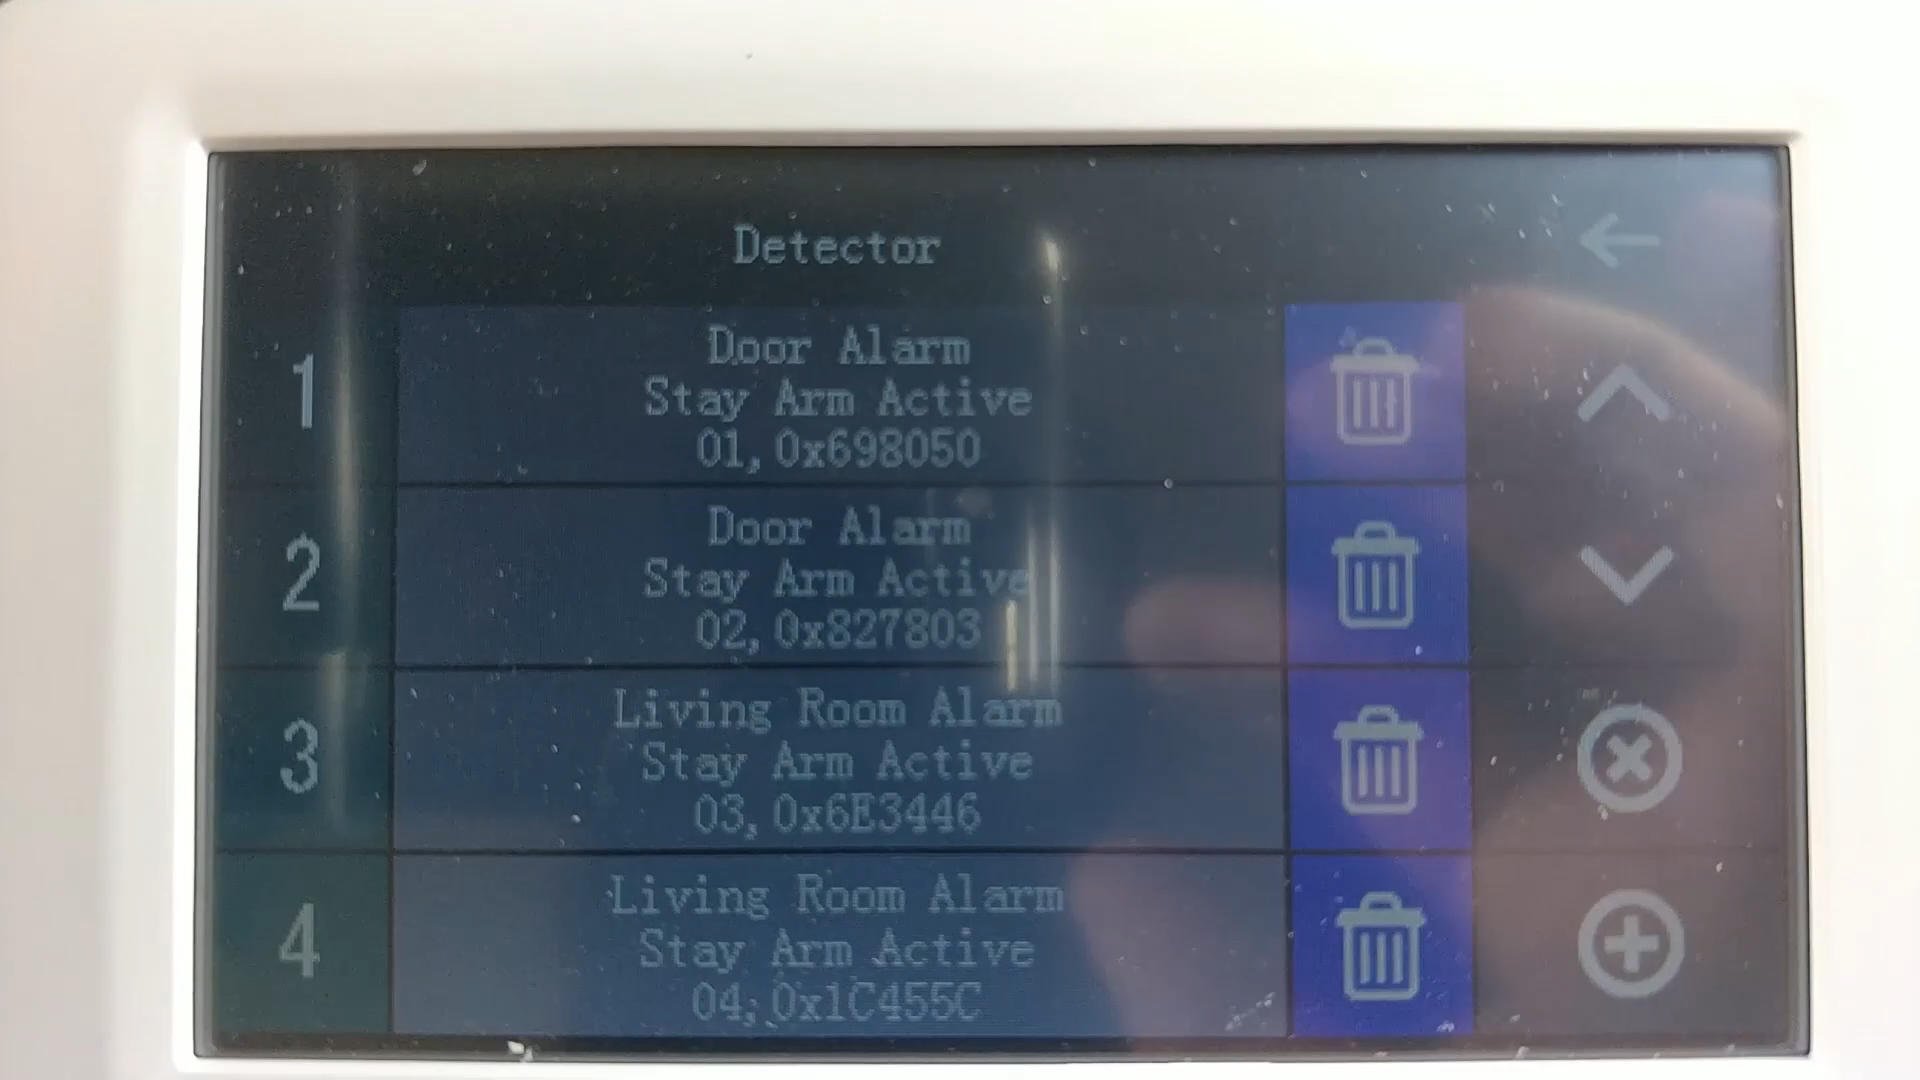 Detector
1
Door Alarm
Stay Arm Active
01,0x698050
2
Door Alarm
Stay Arm Active
02,0x827803
3
Living Room Alarm
Stay Arm Active
03,0x6E3446
4
Living Room Alarm
Stay Arm Active
04,0x1C455C